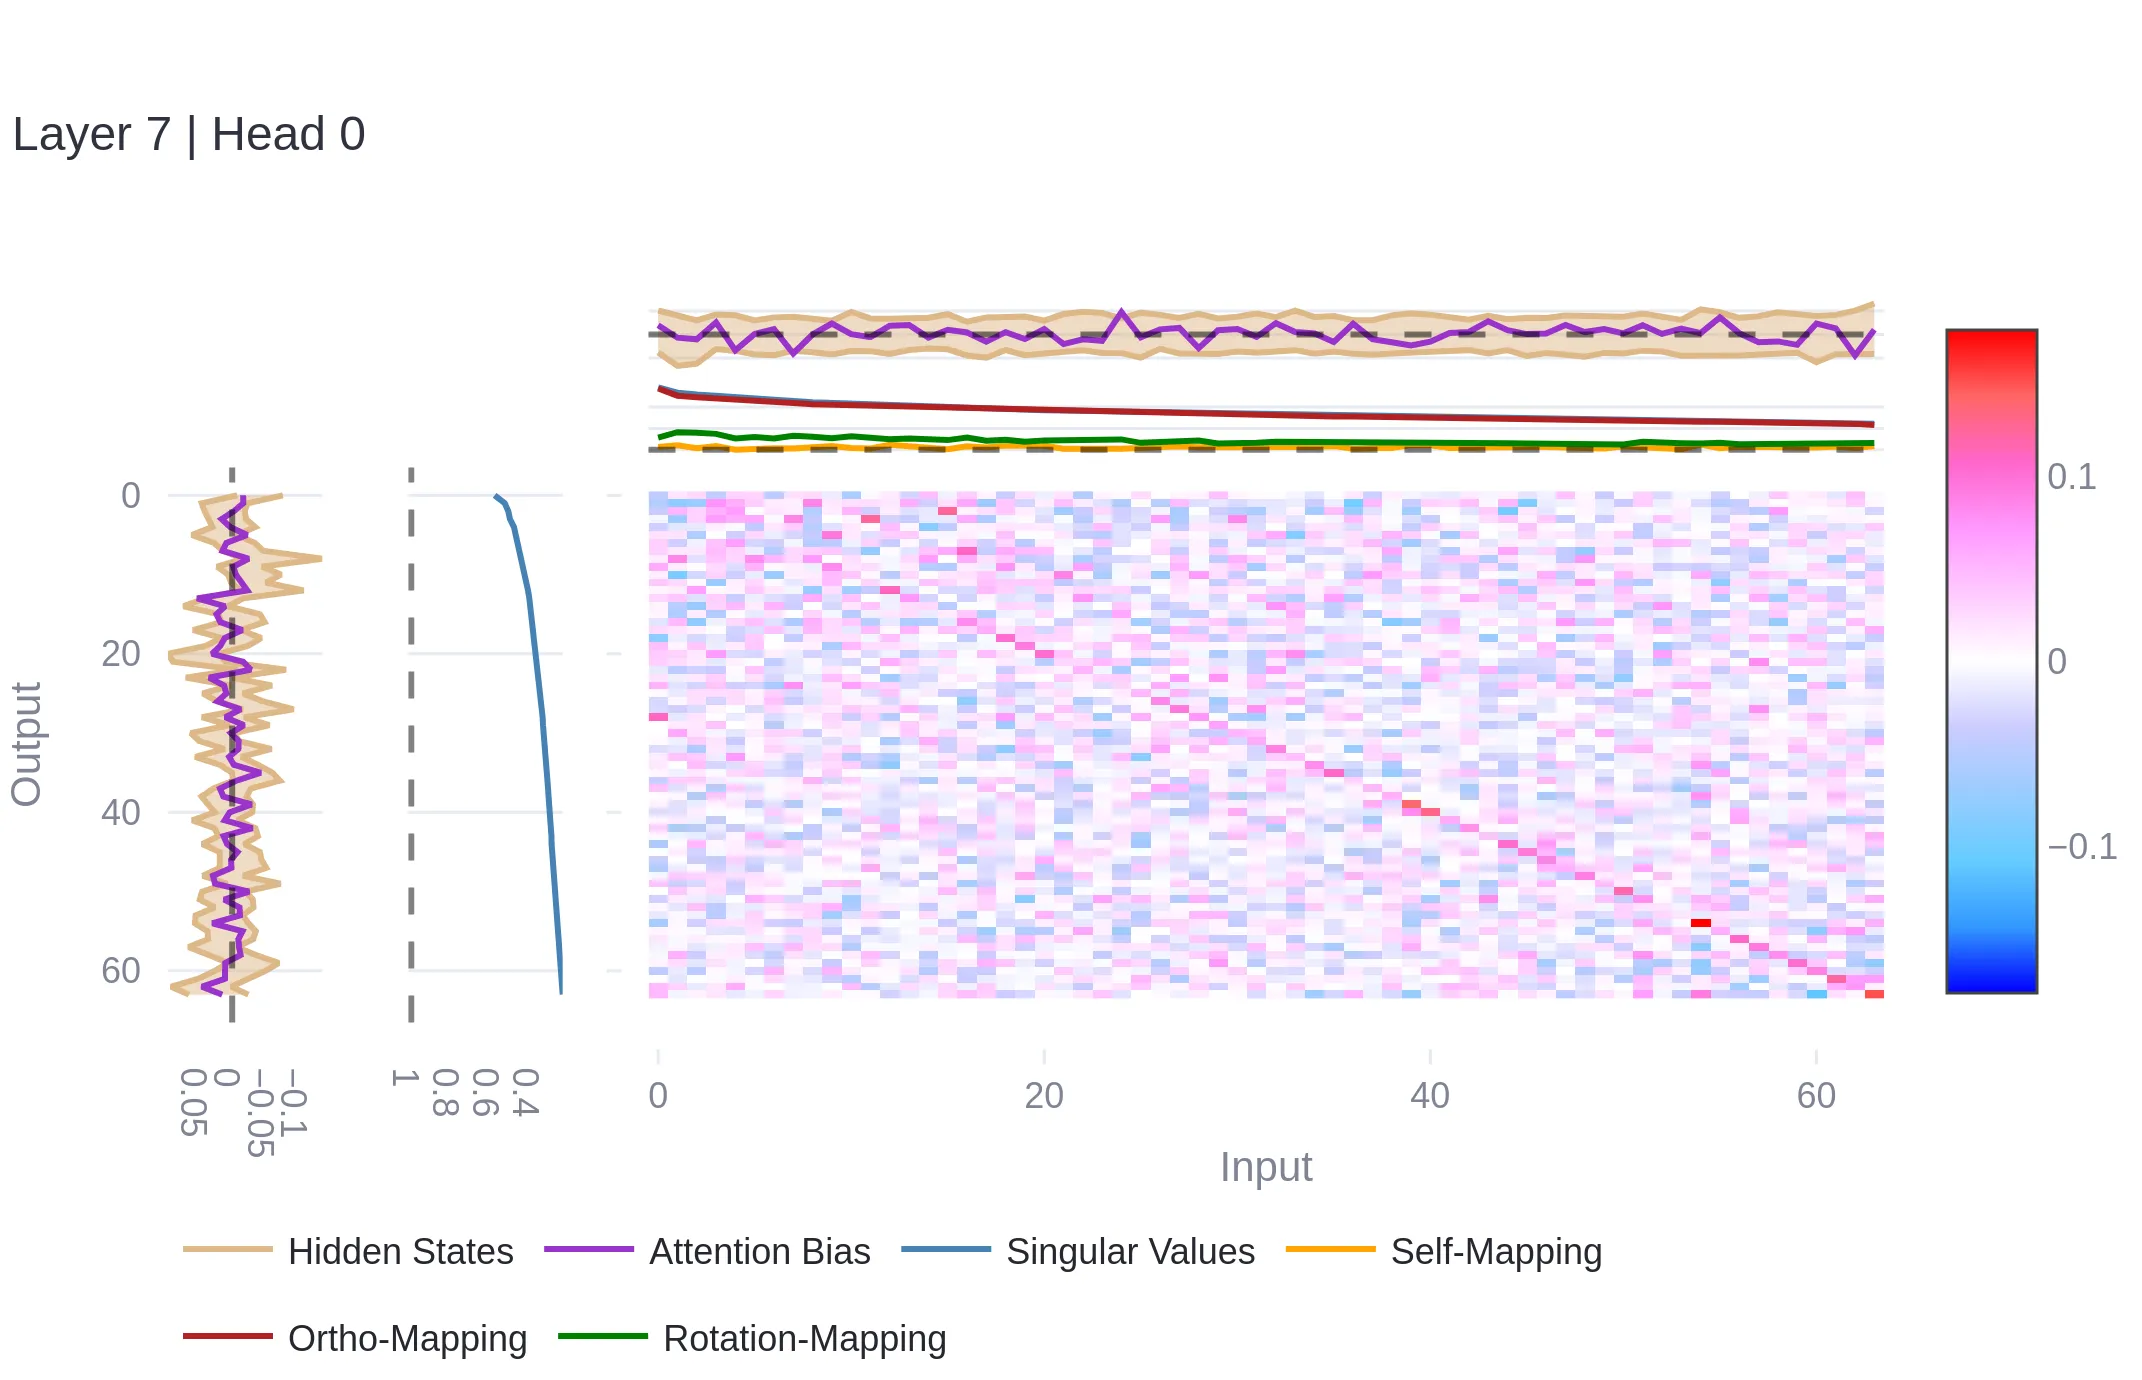 Layer 7 | Head 0
0
20
40
60
Output
0.1
0
−0.1
0.05
0
−0.05
−0.1
1
0.8
0.6
0.4
0
20
40
60
Input
Hidden States
Attention Bias
Singular Values
Self-Mapping
Ortho-Mapping
Rotation-Mapping